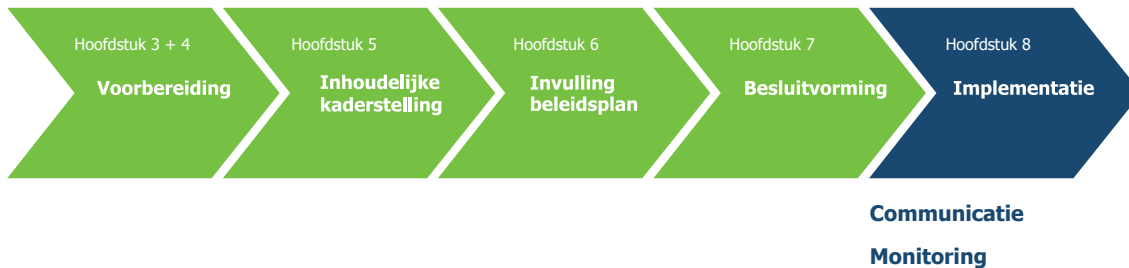 Hoofdstuk 3 + 4
Voorbereiding
Hoofdstuk 5
Inhoudelijke
kaderstelling
Hoofdstuk 6
Invulling
beleidsplan
Hoofdstuk 7
Besluitvorming
Hoofdstuk 8
Implementatie
Communicatie
Monitoring